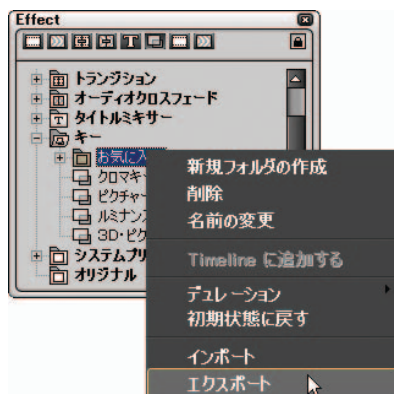 Effect
トランジション
オーディオクロスフェード
タイトルミキサー
キー
お気に入
クロマキ
ピクチャー
ルミナン
3D・ピク
システムプリ
オリジナル
新規フォルダの作成
削除
名前の変更
Timeline に追加する
デュレーション
初期状態に戻す
インポート
エクスポート